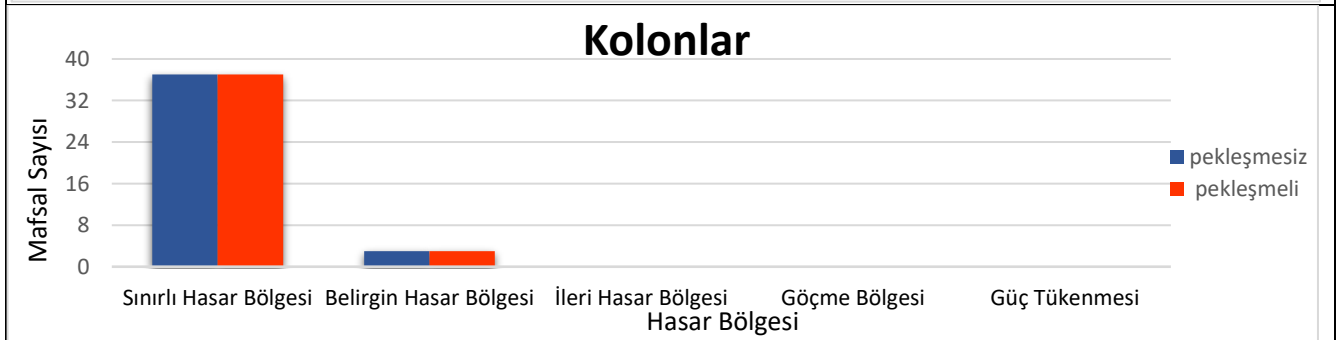 Kolonlar
40
32
24
16
8
0
Mafsal Sayısı
Sınırlı Hasar Bölgesi Belirgin Hasar Bölgesi İleri Hasar Bölgesi Göçme Bölgesi Güç Tükenmesi
Hasar Bölgesi
pekleşmesiz
pekleşmeli